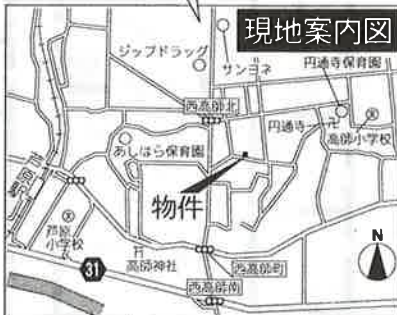 現地案内図
ジップドラッグ
サンヨネ
円通寺保育園
西高師北
円通寺
高師小学校
あしはら保育園
物件
芦原
小学校
高師神社
31
西高師町
西高師南
N